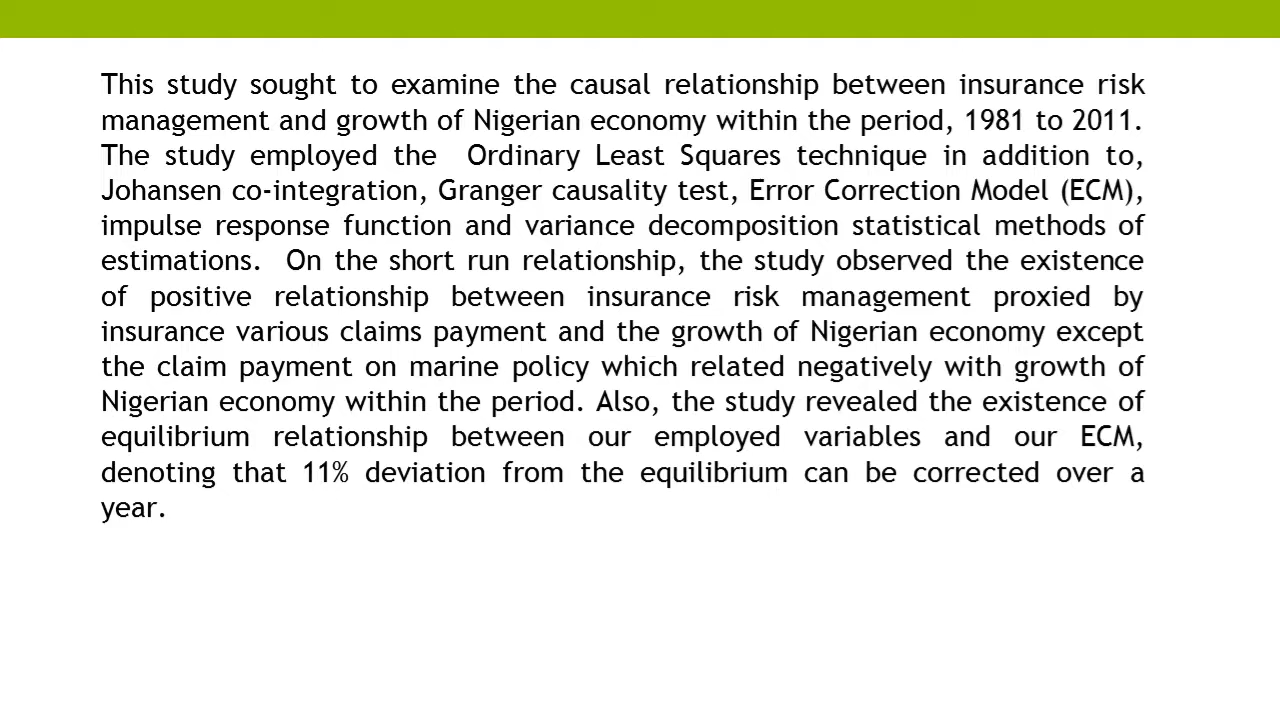 This study sought to examine the causal relationship between insurance risk
management and growth of Nigerian economy within the period, 1981 to 2011.
The study employed the  Ordinary Least Squares technique in addition to,
Johansen co-integration, Granger causality test, Error Correction Model (ECM),
impulse response function and variance decomposition statistical methods of
estimations.  On the short run relationship, the study observed the existence
of positive relationship between insurance risk management proxied by
insurance various claims payment and the growth of Nigerian economy except
the claim payment on marine policy which related negatively with growth of
Nigerian economy within the period. Also, the study revealed the existence of
equilibrium relationship between our employed variables and our ECM,
denoting that 11% deviation from the equilibrium can be corrected over a
year.